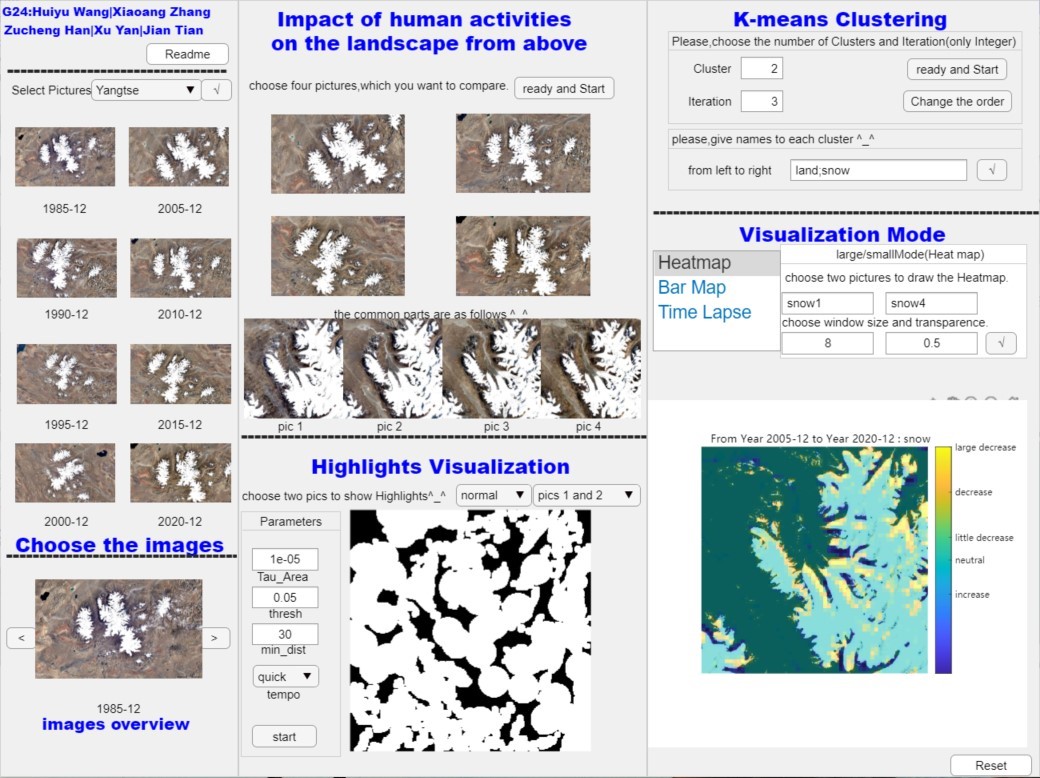 G24:Huiyu Wang|Xiaoang Zhang
Zucheng Han|Xu Yan|Jian Tian
Readme
Select Pictures Yangtse √
1985-12 2005-12
1990-12 2010-12
1995-12 2015-12
2000-12 2020-12
Choose the images
< >
1985-12
images overview
Impact of human activities
on the landscape from above
choose four pictures,which you want to compare. ready and Start
the common parts are as follows ^_^
pic 1 pic 2 pic 3 pic 4
Highlights Visualization
choose two pics to show Highlights^_^ normal pics 1 and 2
Parameters
1e-05
Tau_Area
0.05
thresh
30
min_dist
quick
tempo
start
K-means Clustering
Please,choose the number of Clusters and Iteration(only Integer)
Cluster 2 ready and Start
Iteration 3 Change the order
please,give names to each cluster ^_^
from left to right land;snow √
Visualization Mode
Heatmap
Bar Map
Time Lapse
large/smallMode(Heat map)
choose two pictures to draw the Heatmap.
snow1 snow4
choose window size and transparence.
8 0.5 √
From Year 2005-12 to Year 2020-12 : snow
large decrease
decrease
little decrease
neutral
increase
Reset